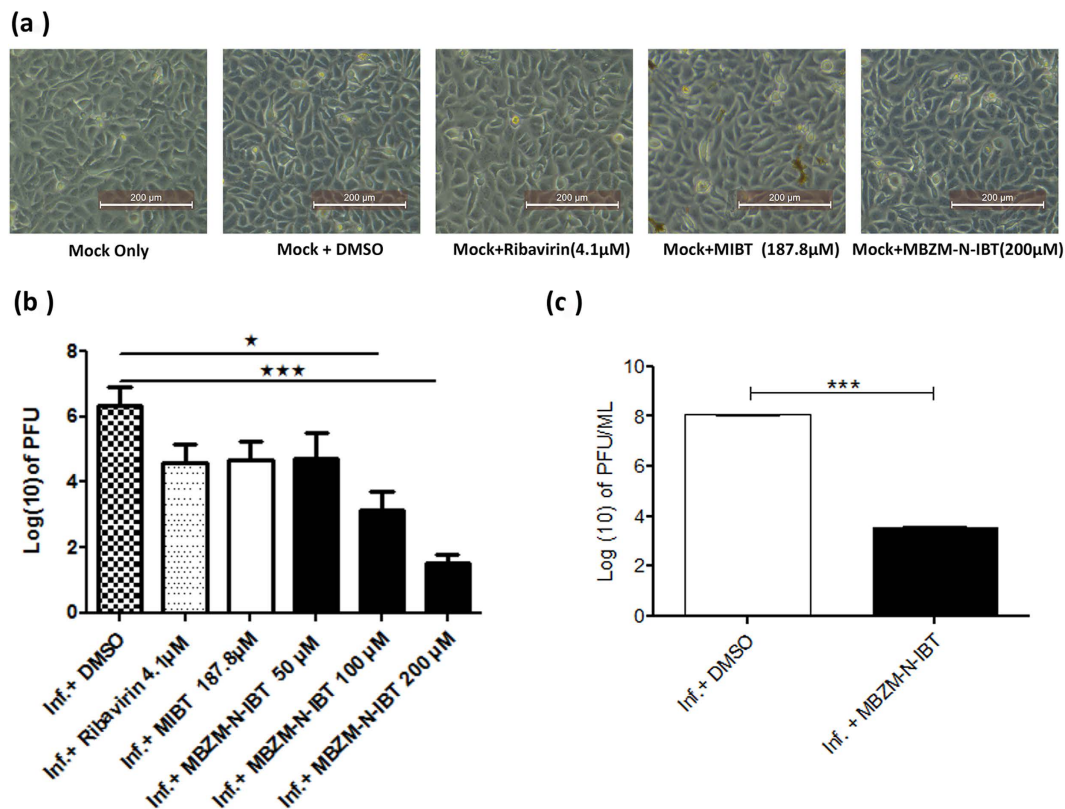 (a )
200 µm
200 µm
200 µm
200 µm
200 µm
Mock Only
Mock + DMSO
Mock+Ribavirin(4.1µM)
Mock+MIBT (187.8µM)
Mock+MBZM-N-IBT(200µM)
(b )
Log(10) of PFU
8
6
4
2
0
★
★★★
Inf.+ DMSO
Inf.+ Ribavirin 4.1µM
Inf.+ MIBT 187.8µM
Inf.+ MBZM-N-IBT 50 µM
Inf.+ MBZM-N-IBT 100 µM
Inf.+ MBZM-N-IBT 200 µM
(c )
Log (10) of PFU/ML
10
8
6
4
2
0
***
Inf.+ DMSO
Inf. + MBZM-N-IBT